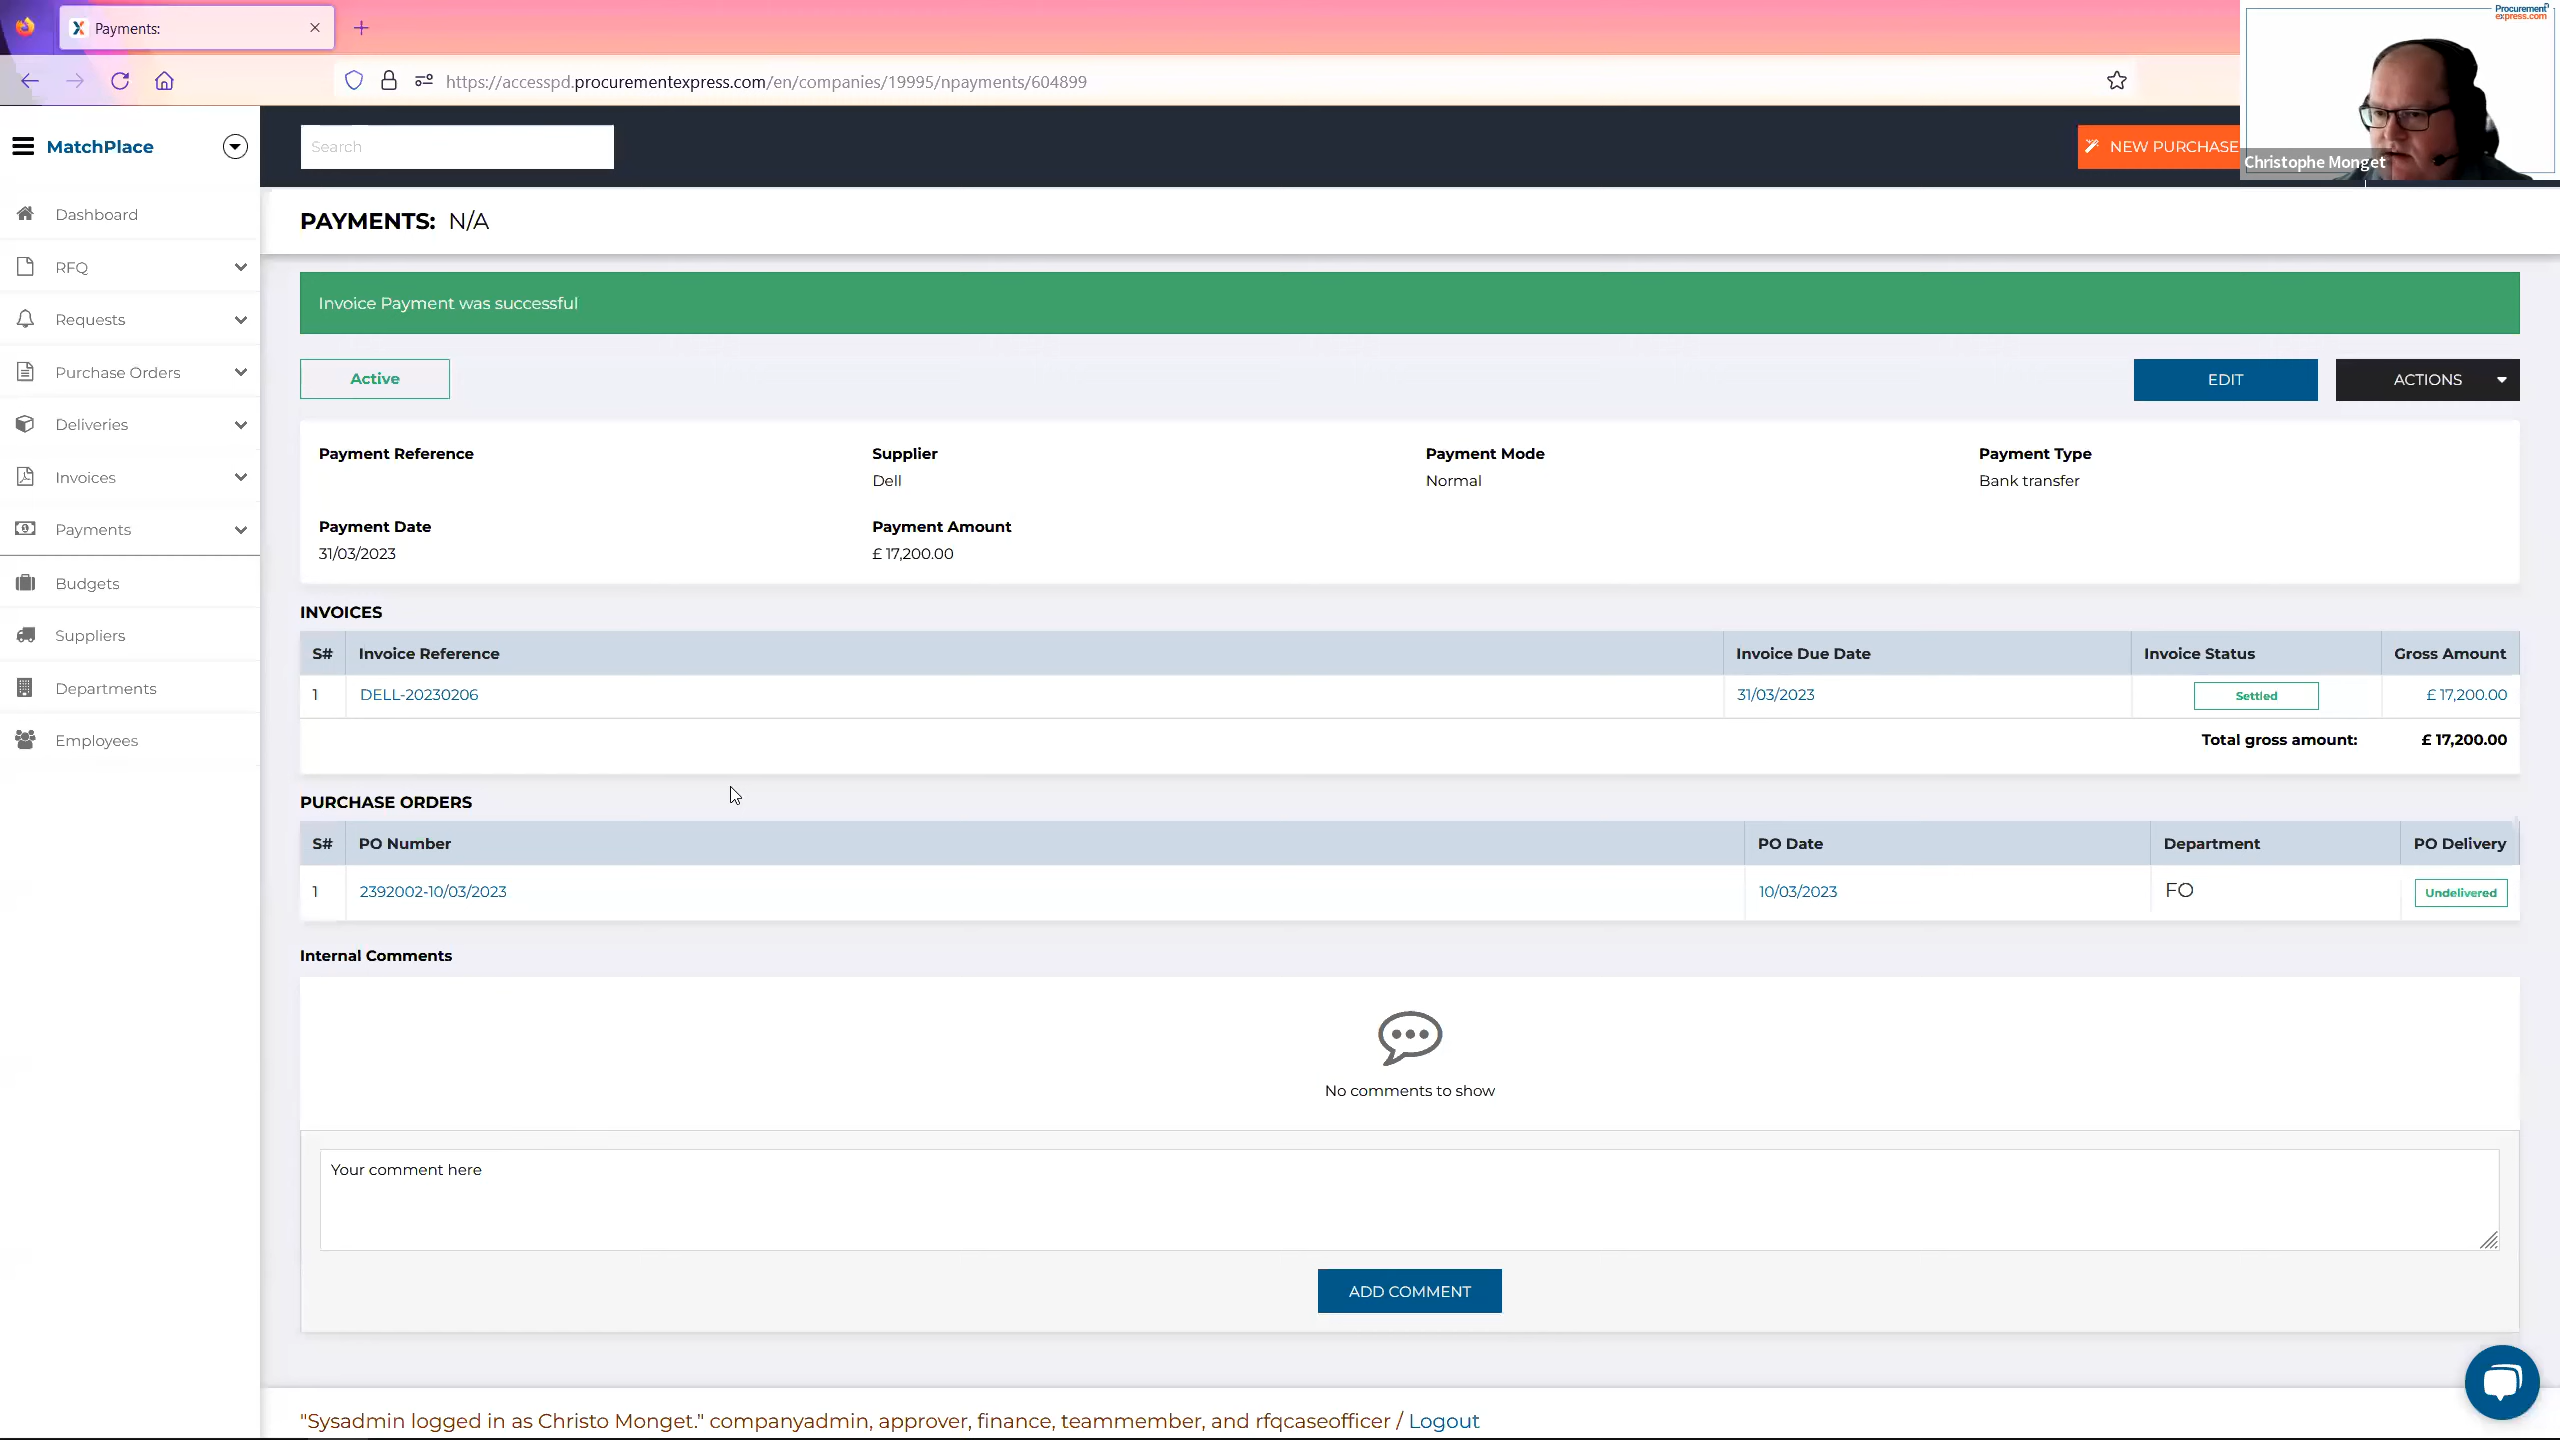 Payments:
https://accesspd.procurementexpress.com/en/companies/19995/npayments/604899
Procurement
express.com
Christophe Monget
MatchPlace
Search
NEW PURCHASE
Dashboard
RFQ
Requests
Purchase Orders
Deliveries
Invoices
Payments
Budgets
Suppliers
Departments
Employees
PAYMENTS: N/A
Invoice Payment was successful
Active
EDIT
ACTIONS
Payment Reference
Supplier
Payment Mode
Payment Type
Dell
Normal
Bank transfer
Payment Date
Payment Amount
31/03/2023
£ 17,200.00
INVOICES
S# Invoice Reference Invoice Due Date Invoice Status Gross Amount
1 DELL-20230206 31/03/2023 Settled £ 17,200.00
Total gross amount: £ 17,200.00
PURCHASE ORDERS
S# PO Number PO Date Department PO Delivery
1 2392002-10/03/2023 10/03/2023 FO Undelivered
Internal Comments
No comments to show
Your comment here
ADD COMMENT
"Sysadmin logged in as Christo Monget." companyadmin, approver, finance, teammember, and rfqcaseofficer / Logout